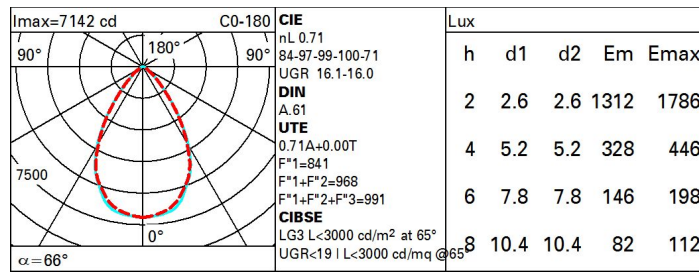 Imax=7142 cd C0-180
90° 180° 90°
7500
0°
α=66°
CIE
nL 0.71
84-97-99-100-71
UGR 16.1-16.0
DIN
A.61
UTE
0.71A+0.00T
F"1=841
F"1+F"2=968
F"1+F"2+F"3=991
CIBSE
LG3 L<3000 cd/m² at 65°
UGR<19 | L<3000 cd/mq @65°
Lux
h d1 d2 Em Emax
2 2.6 2.6 1312 1786
4 5.2 5.2 328 446
6 7.8 7.8 146 198
8 10.4 10.4 82 112